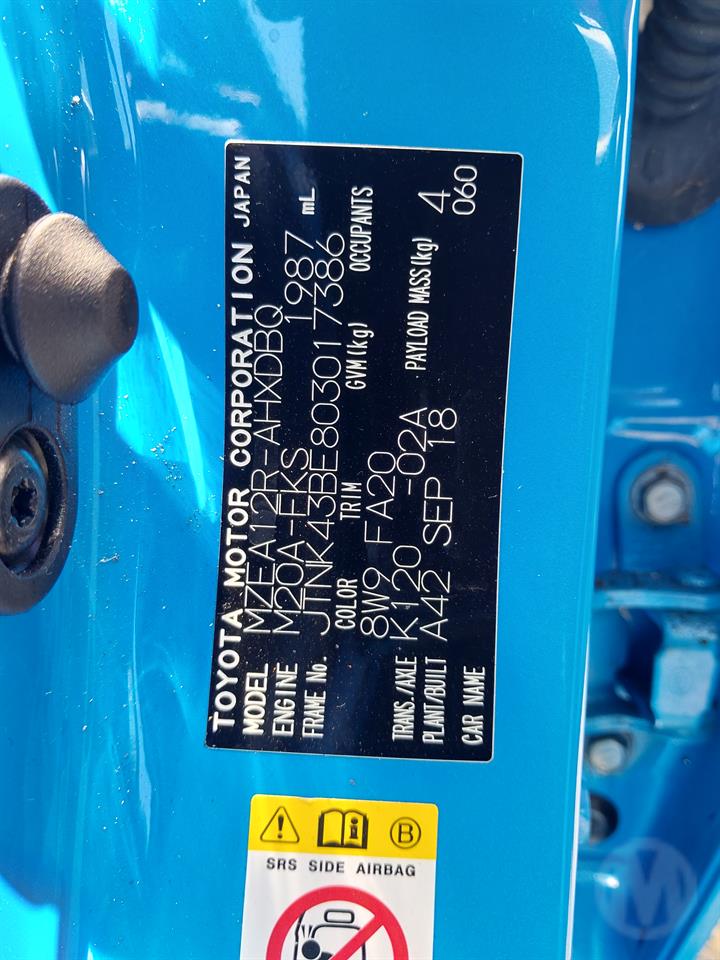 TOYOTA MOTOR CORPORATION JAPAN
MODEL MZEA12R-AHXDBQ
ENGINE M20A-FKS 1987 mL
FRAME No. JTNK43BE803017386
COLOR TRIM GVM(kg) OCCUPANTS
8W9 FA20 4
TRANS./AXLE K120 -02A PAYLOAD MASS(kg) 060
PLANT/BUILT A42 SEP 18
CAR NAME
B
SRS SIDE AIRBAG
M